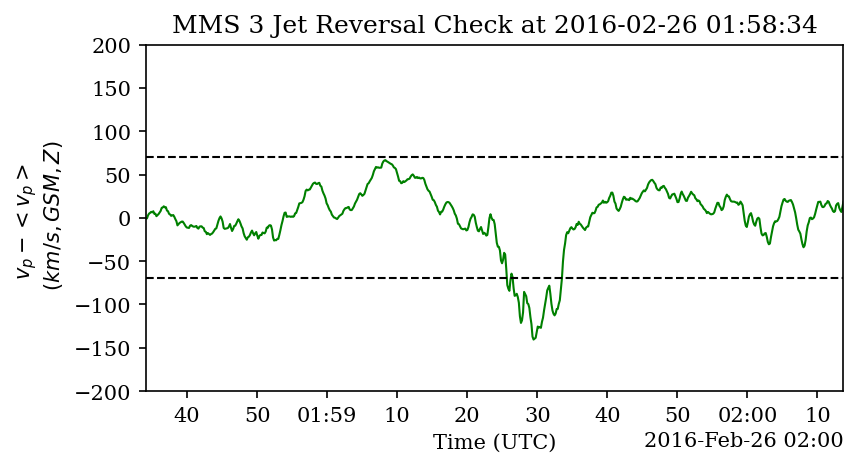 MMS 3 Jet Reversal Check at 2016-02-26 01:58:34
200
150
100
50
0
−50
−100
−150
−200
v_p − < v_p >
(km/s, GSM, Z)
40 50 01:59 10 20 30 40 50 02:00 10
Time (UTC) 2016-Feb-26 02:00